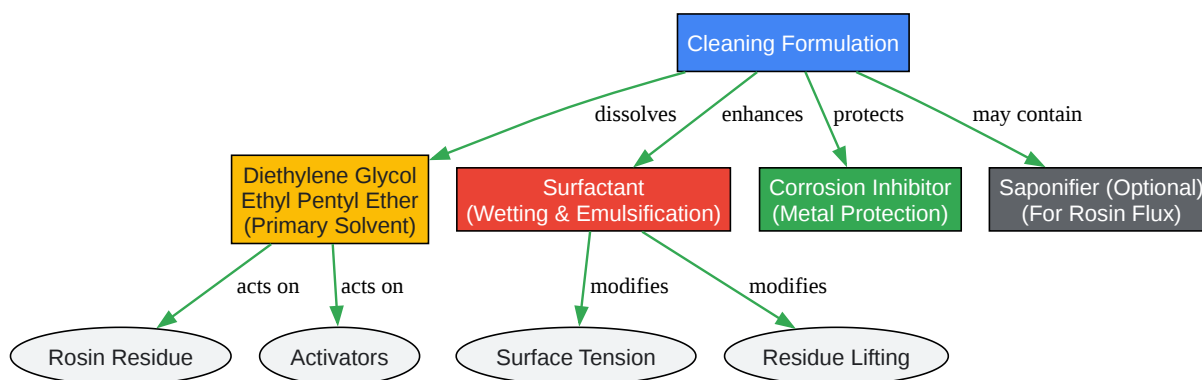 Cleaning Formulation
dissolves
enhances
protects
may contain
Diethylene Glycol
Ethyl Pentyl Ether
(Primary Solvent)
Surfactant
(Wetting & Emulsification)
Corrosion Inhibitor
(Metal Protection)
Saponifier (Optional)
(For Rosin Flux)
acts on
acts on
modifies
modifies
Rosin Residue
Activators
Surface Tension
Residue Lifting